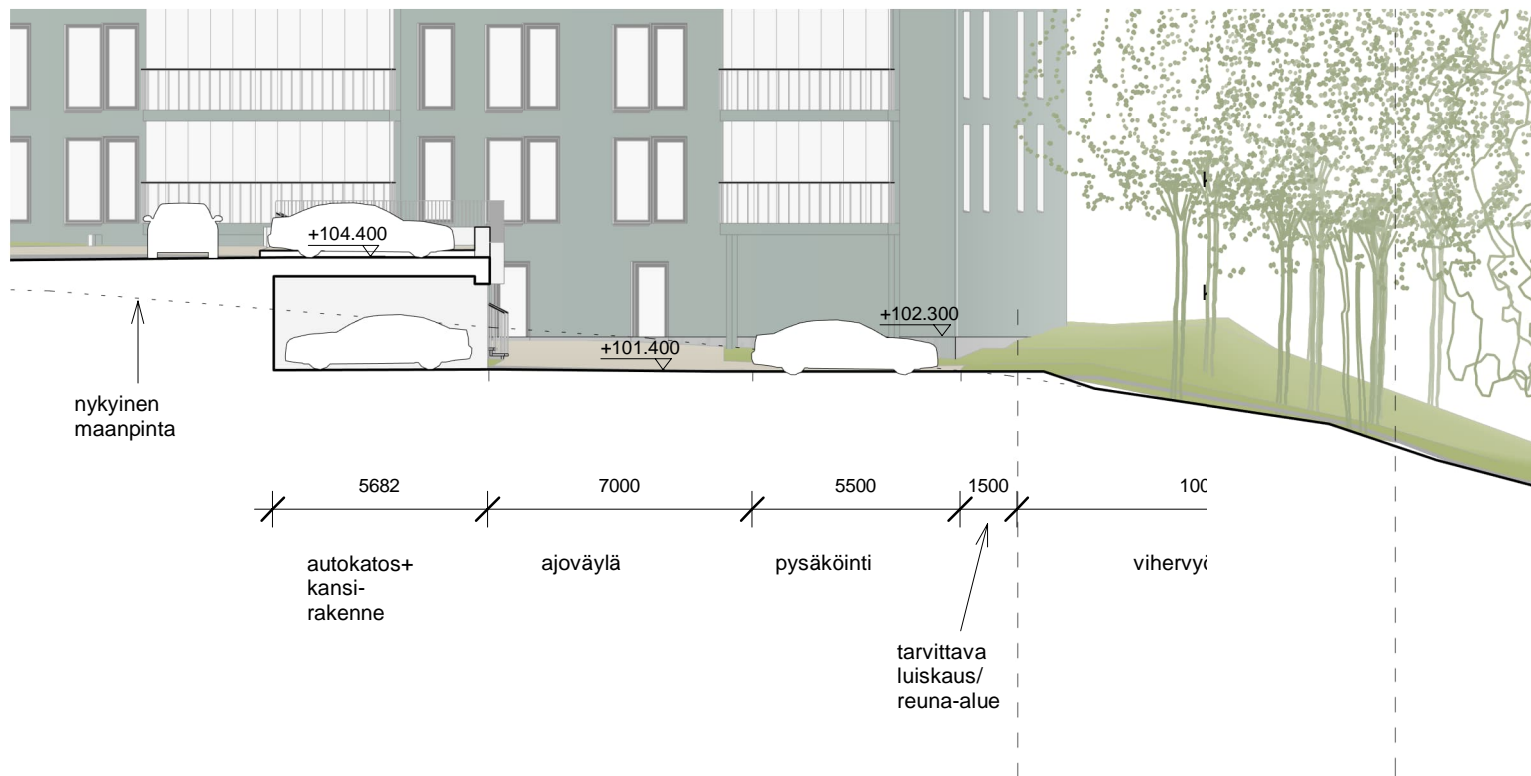 +104.400
+102.300
+101.400
nykyinen
maanpinta
5682
7000
5500
1500
autokatos+
kansi-
rakenne
ajoväylä
pysäköinti
tarvittava
luiskaus/
reuna-alue